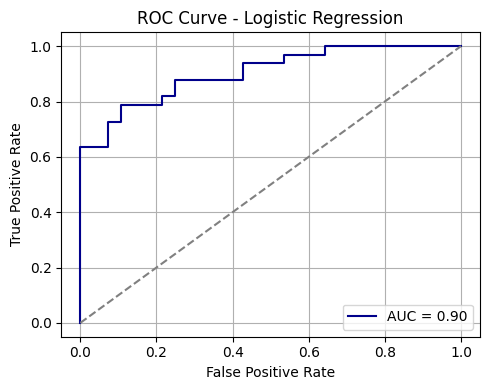 ROC Curve - Logistic Regression
True Positive Rate
1.0
0.8
0.6
0.4
0.2
0.0
AUC = 0.90
0.0 0.2 0.4 0.6 0.8 1.0
False Positive Rate